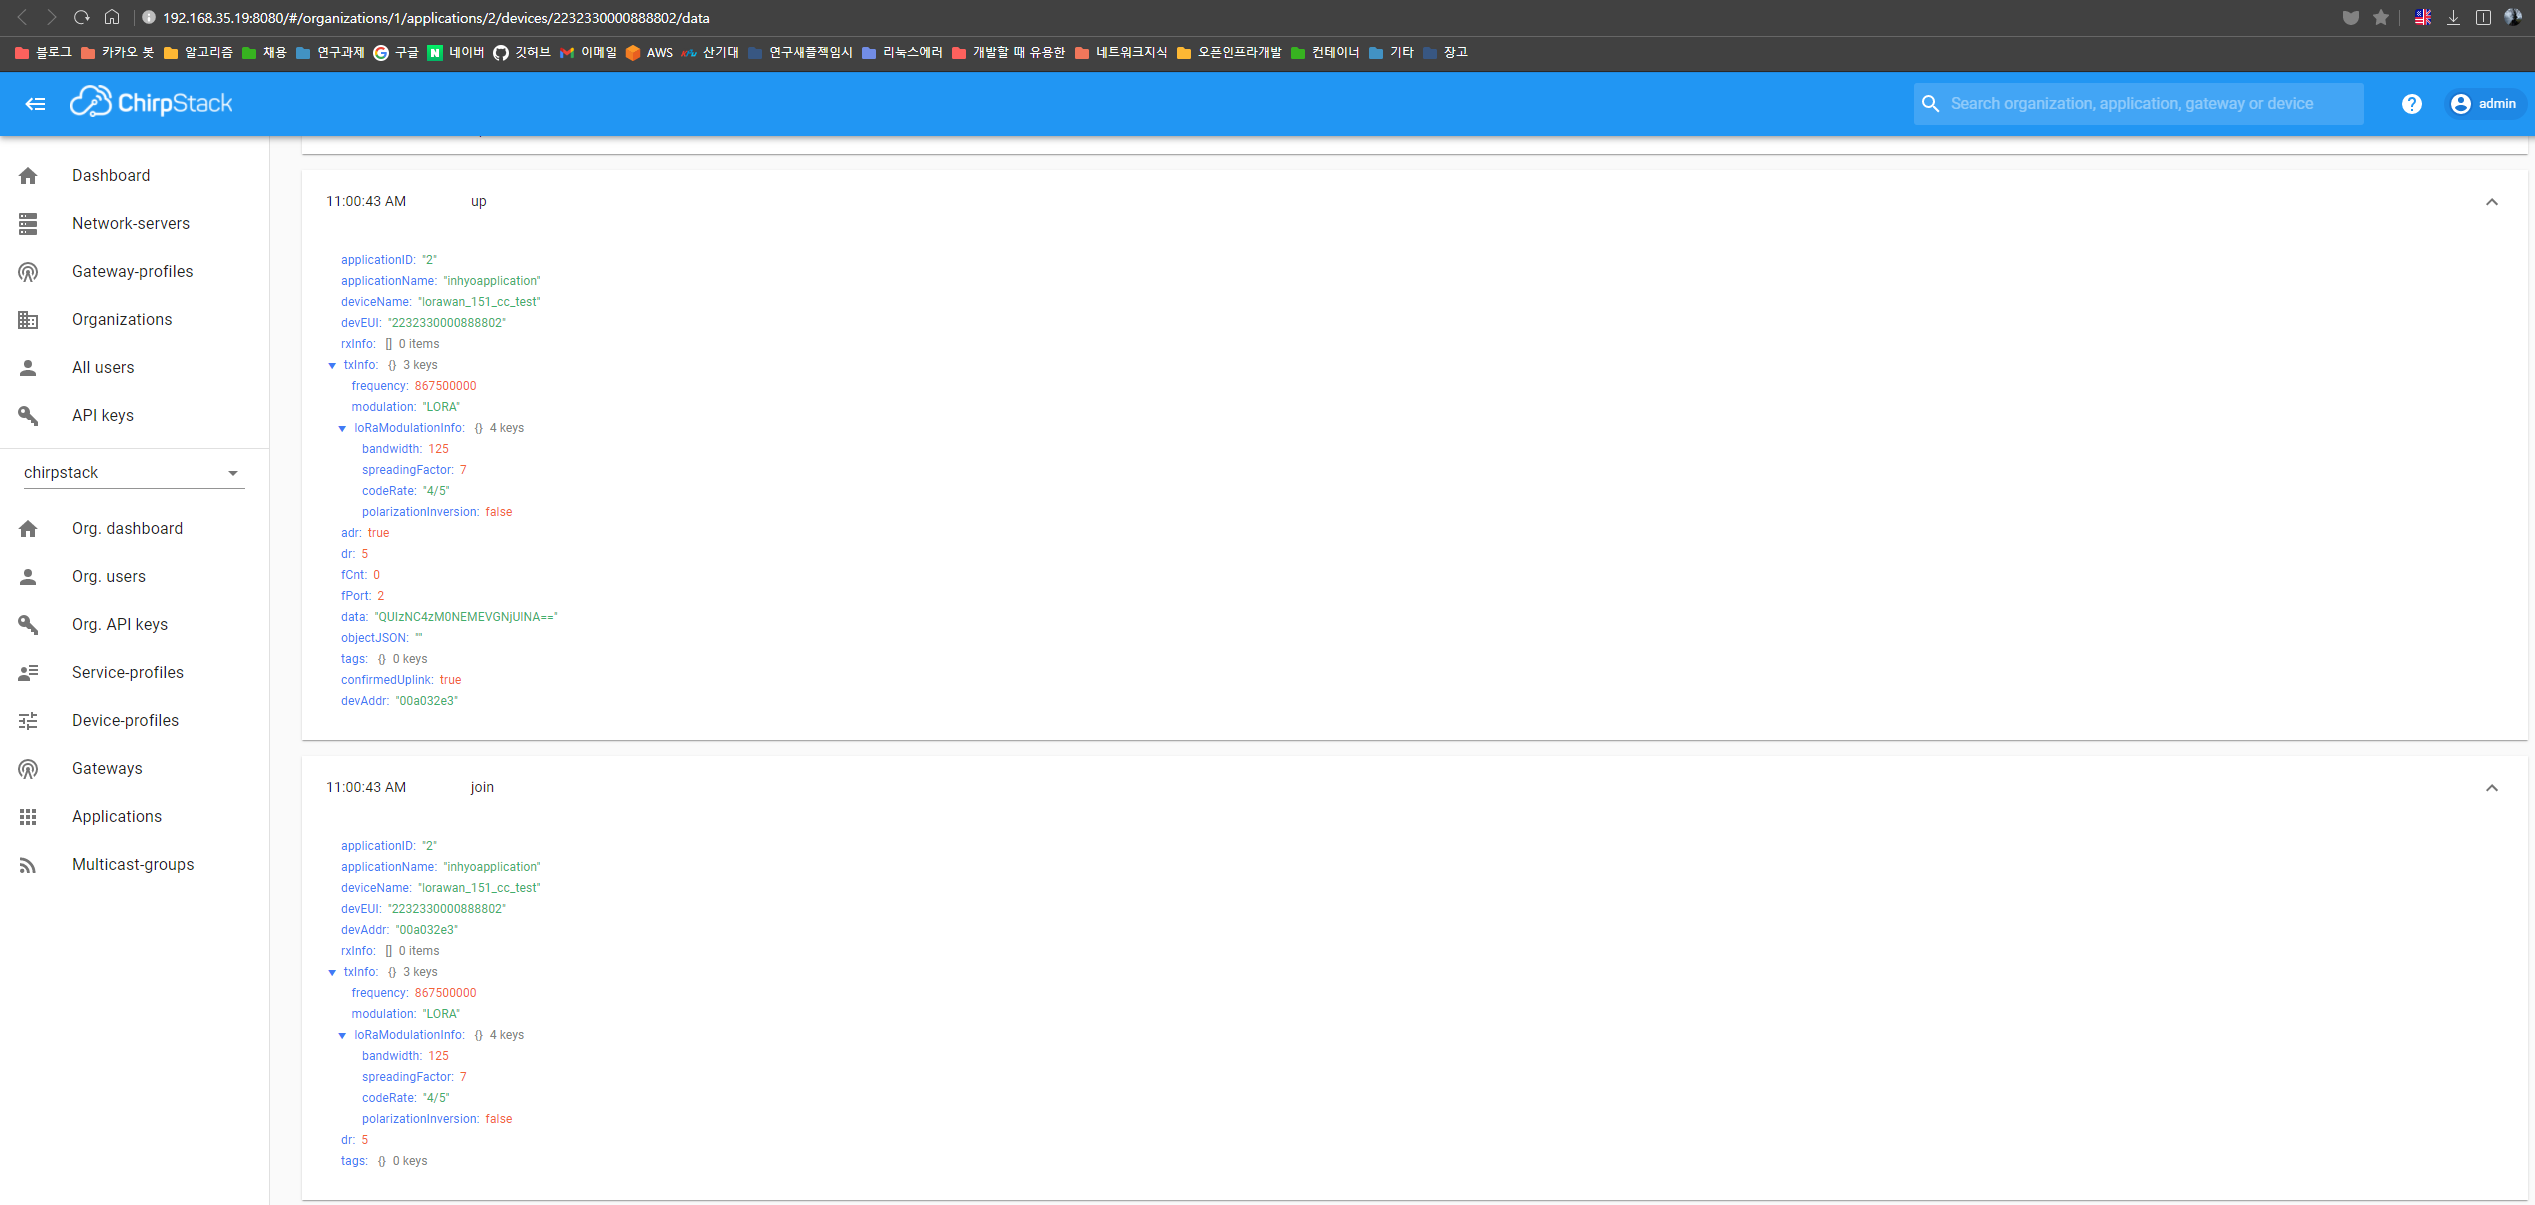 192.168.35.19:8080/#/organizations/1/applications/2/devices/2232330000888802/data
블로그 카카오 봇 알고리즘 채용 연구과제 구글 네이버 깃허브 이메일 AWS 산기대 연구새플젝임시 리눅스에러 개발할 때 유용한 네트워크지식 오픈인프라개발 컨테이너 기타 창고
ChirpStack
Search organization, application, gateway or device
admin
Dashboard
Network-servers
Gateway-profiles
Organizations
All users
API keys
chirpstack
Org. dashboard
Org. users
Org. API keys
Service-profiles
Device-profiles
Gateways
Applications
Multicast-groups
11:00:43 AM up
applicationID: "2"
applicationName: "inhyoapplication"
deviceName: "lorawan_151_cc_test"
devEUI: "2232330000888802"
rxInfo: [] 0 items
txInfo: {} 3 keys
frequency: 867500000
modulation: "LORA"
loRaModulationInfo: {} 4 keys
bandwidth: 125
spreadingFactor: 7
codeRate: "4/5"
polarizationInversion: false
adr: true
dr: 5
fCnt: 0
fPort: 2
data: "QUIzNC4zM0NEMEVGNjUINA=="
objectJSON: ""
tags: {} 0 keys
confirmedUplink: true
devAddr: "00a032e3"
11:00:43 AM join
applicationID: "2"
applicationName: "inhyoapplication"
deviceName: "lorawan_151_cc_test"
devEUI: "2232330000888802"
devAddr: "00a032e3"
rxInfo: [] 0 items
txInfo: {} 3 keys
frequency: 867500000
modulation: "LORA"
loRaModulationInfo: {} 4 keys
bandwidth: 125
spreadingFactor: 7
codeRate: "4/5"
polarizationInversion: false
dr: 5
tags: {} 0 keys